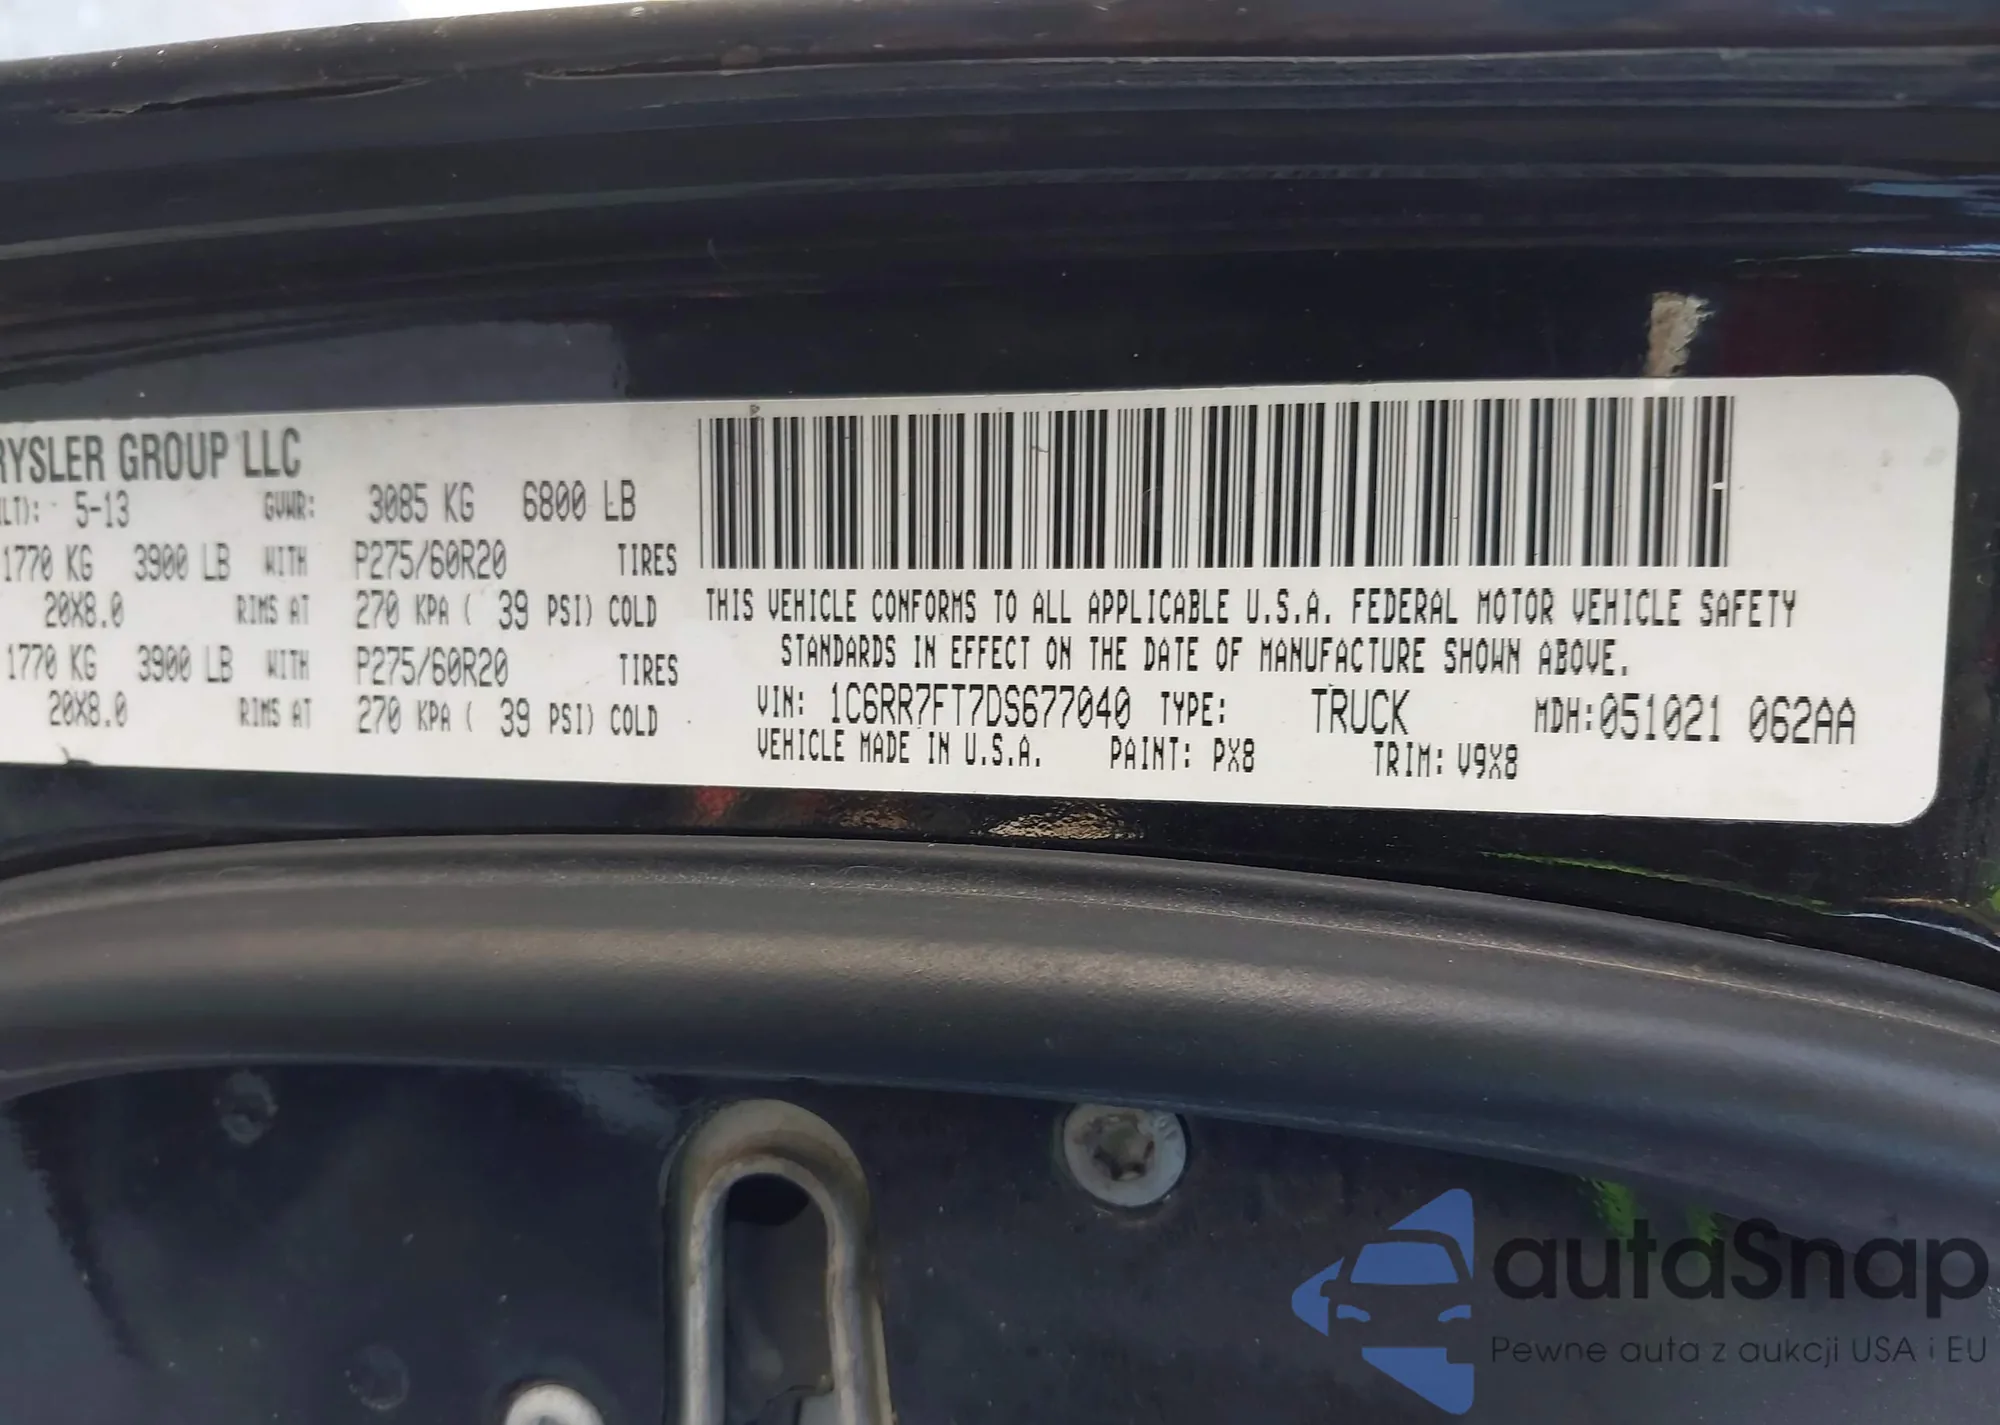 RYSLER GROUP LLC
LT): 5-13 GVWR: 3085 KG 6800 LB
1770 KG 3900 LB WITH P275/60R20 TIRES
20X8.0 RIMS AT 270 KPA ( 39 PSI) COLD
1770 KG 3900 LB WITH P275/60R20 TIRES
20X8.0 RIMS AT 270 KPA ( 39 PSI) COLD
THIS VEHICLE CONFORMS TO ALL APPLICABLE U.S.A. FEDERAL MOTOR VEHICLE SAFETY
STANDARDS IN EFFECT ON THE DATE OF MANUFACTURE SHOWN ABOVE.
VIN: 1C6RR7FT7DS677040 TYPE: TRUCK MDH:051021 062AA
VEHICLE MADE IN U.S.A. PAINT: PX8 TRIM: V9X8
autaSnap
Pewne auta z aukcji USA i EU